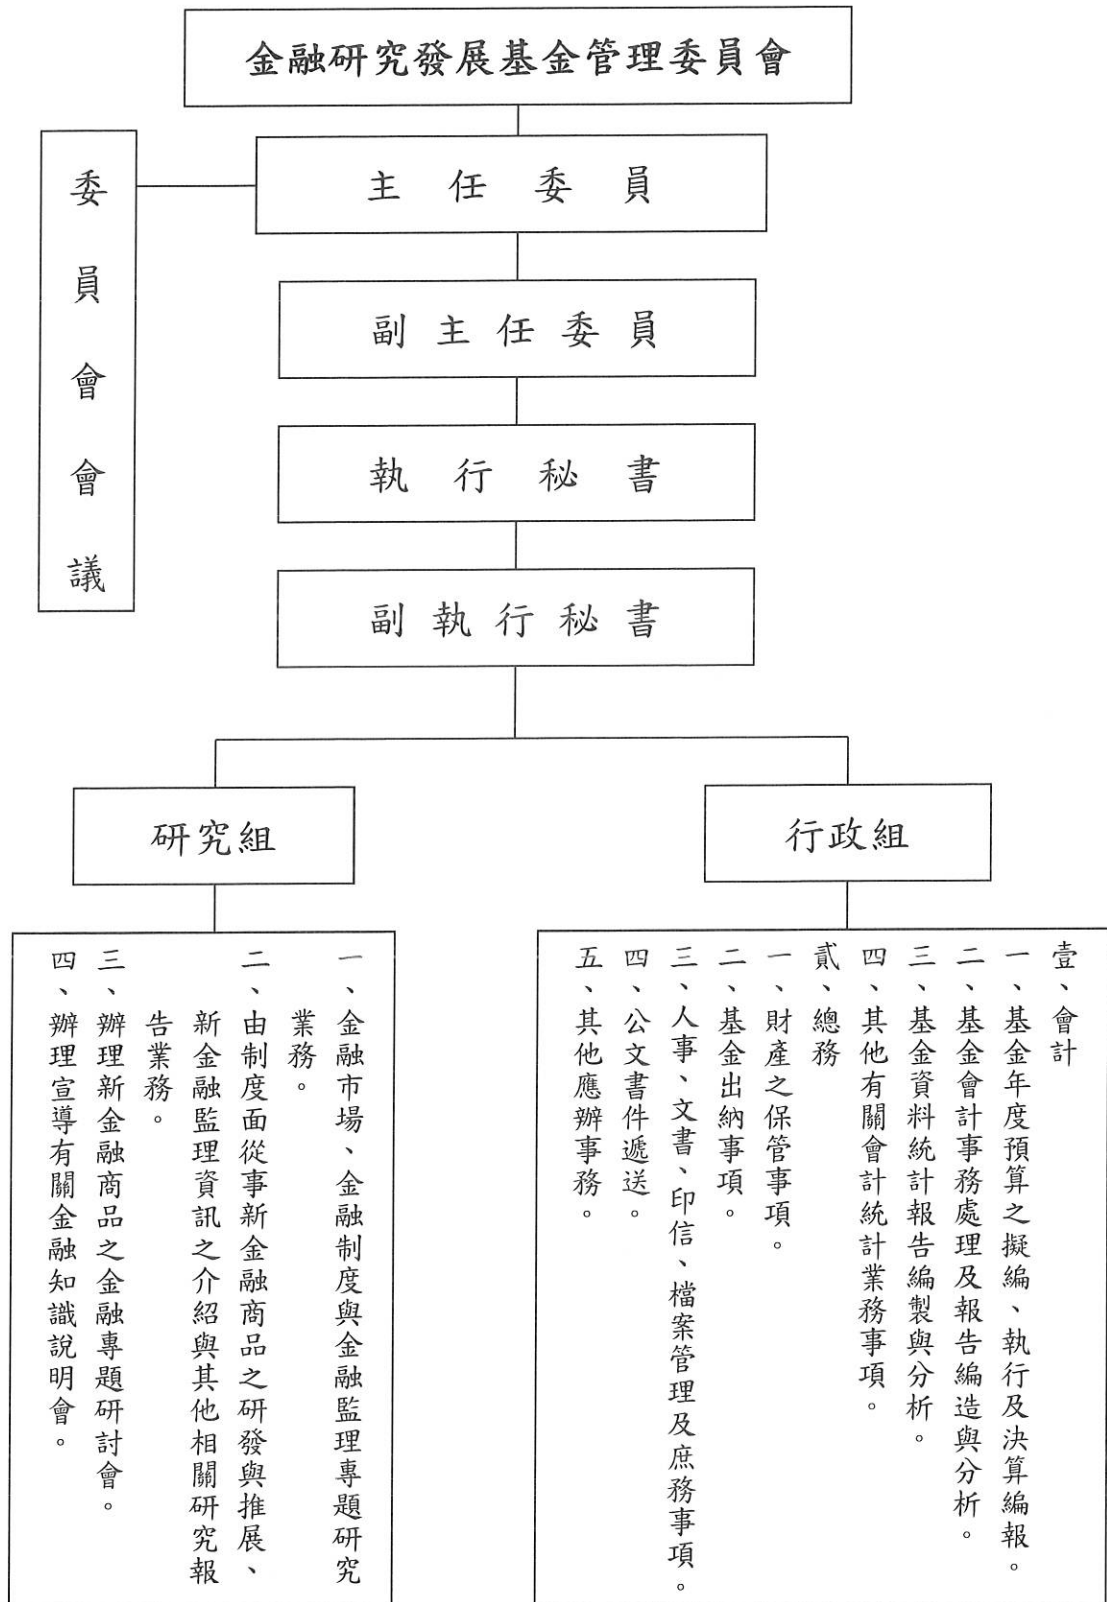 金融研究發展基金管理委員會
委員會會議
主任委員
副主任委員
執行秘書
副執行秘書
研究組
行政組
一、金融市場、金融制度與金融監理專題研究
業務。
二、由制度面從事新金融商品之研發與推展、
新金融監理資訊之介紹與其他相關研究報
告業務。
三、辦理新金融商品之金融專題研討會。
四、辦理宣導有關金融知識說明會。
壹、會計
一、基金年度預算之擬編、執行及決算編報。
二、基金會計事務處理及報告編造與分析。
三、基金資料統計報告編製與分析。
四、其他有關會計統計業務事項。
貳、總務
一、財產之保管事項。
二、基金出納事項。
三、人事、文書、印信、檔案管理及庶務事項。
四、公文書件遞送。
五、其他應辦事務。